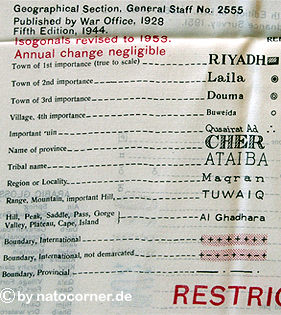 Geographical Section, General Staff No. 2555.
Published by War Office, 1928
Fifth Edition, 1944.
Isogonals revised to 1953.
Annual change negligible
Town of 1st importance (true to scale) RIYADH
Town of 2nd importance Laila
Town of 3rd importance Douma
Village, 4th importance Buweida
Important ruin Qusairat Ad
Name of province CHER
Tribal name ATAIBA
Region or Locality Maqran
Range, Mountain, important Hill, TUWAIQ
Hill, Peak, Saddle, Pass, Gorge
Valley, Plateau, Cape, Island Al Ghadhara
Boundary, International
Boundary, International, not demarcated
Boundary, Provincial
RESTRIC
© by natocorner.de